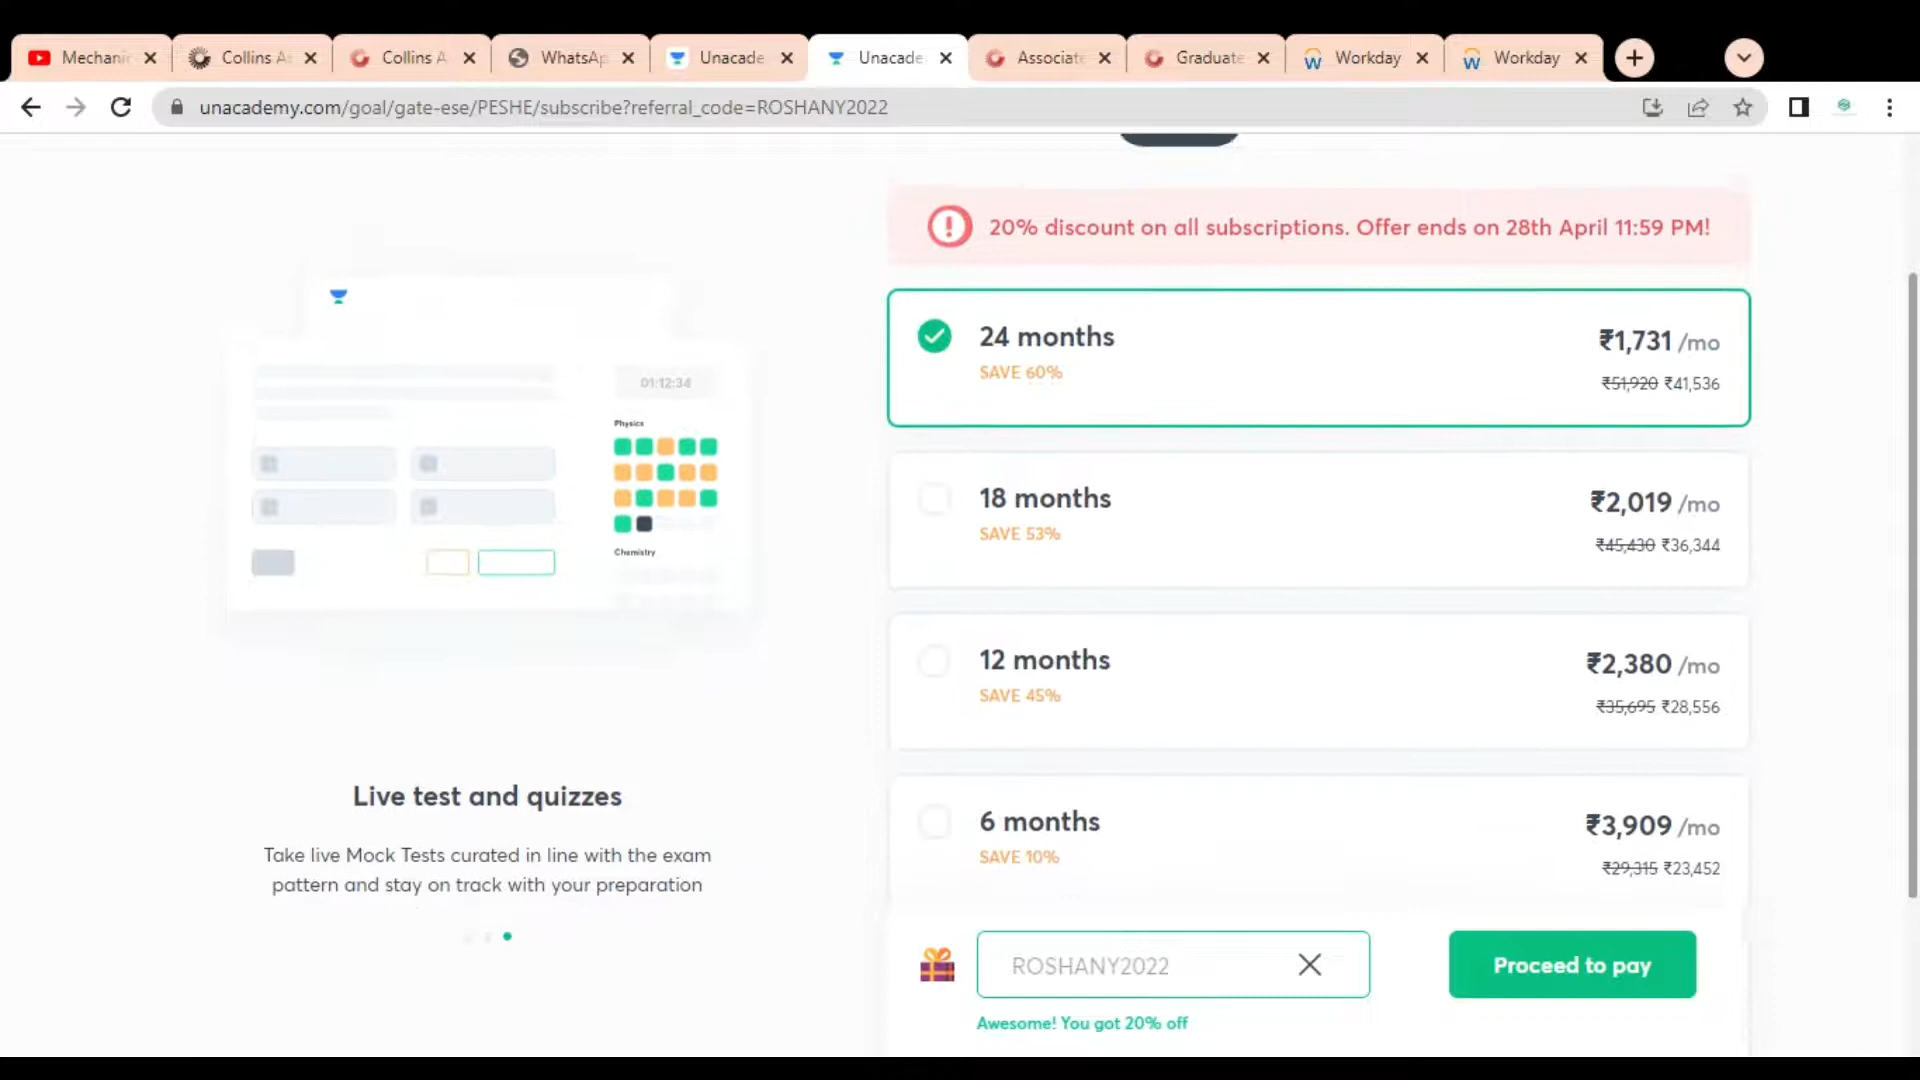 Mechanic
Collins A
Collins A
WhatsAp
Unacade
Unacade
Associate
Graduate
Workday
Workday
unacademy.com/goal/gate-ese/PESHE/subscribe?referral_code=ROSHANY2022
20% discount on all subscriptions. Offer ends on 28th April 11:59 PM!
24 months
₹1,731 /mo
SAVE 60%
₹51,920 ₹41,536
18 months
₹2,019 /mo
SAVE 53%
₹45,430 ₹36,344
12 months
₹2,380 /mo
SAVE 45%
₹35,695 ₹28,556
6 months
₹3,909 /mo
SAVE 10%
₹29,315 ₹23,452
01:12:34
Physics
Chemistry
Live test and quizzes
Take live Mock Tests curated in line with the exam
pattern and stay on track with your preparation
ROSHANY2022
Proceed to pay
Awesome! You got 20% off